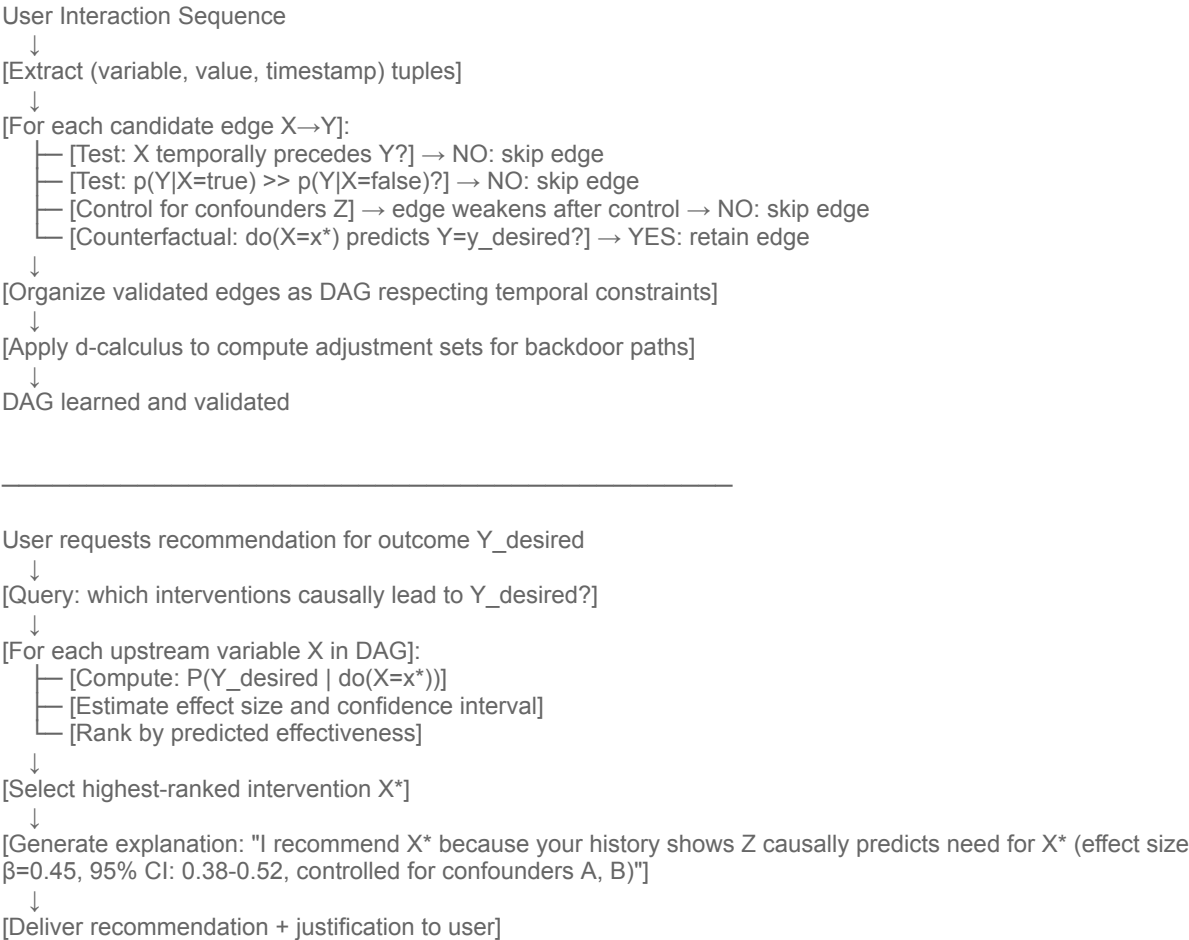 User Interaction Sequence
↓
[Extract (variable, value, timestamp) tuples]
↓
[For each candidate edge X→Y]:
├─ [Test: X temporally precedes Y?] → NO: skip edge
├─ [Test: p(Y|X=true) >> p(Y|X=false)?] → NO: skip edge
├─ [Control for confounders Z] → edge weakens after control → NO: skip edge
└─ [Counterfactual: do(X=x*) predicts Y=y_desired?] → YES: retain edge
↓
[Organize validated edges as DAG respecting temporal constraints]
↓
[Apply d-calculus to compute adjustment sets for backdoor paths]
↓
DAG learned and validated
User requests recommendation for outcome Y_desired
↓
[Query: which interventions causally lead to Y_desired?]
↓
[For each upstream variable X in DAG]:
├─ [Compute: P(Y_desired | do(X=x*))]
├─ [Estimate effect size and confidence interval]
└─ [Rank by predicted effectiveness]
↓
[Select highest-ranked intervention X*]
↓
[Generate explanation: "I recommend X* because your history shows Z causally predicts need for X* (effect size
β=0.45, 95% CI: 0.38-0.52, controlled for confounders A, B)"]
↓
[Deliver recommendation + justification to user]